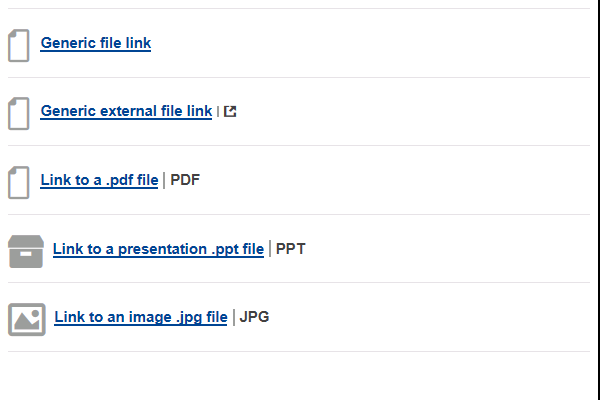 Generic file link
Generic external file link |
Link to a .pdf file | PDF
Link to a presentation .ppt file | PPT
Link to an image .jpg file | JPG